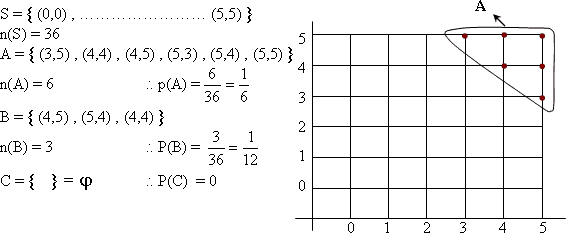 S = { (0,0) , ............................ (5,5) }
n(S) = 36
A = { (3,5) , (4,4) , (4,5) , (5,3) , (5,4) , (5,5) }
n(A) = 6 ∴ p(A) = 6/36 = 1/6
B = { (4,5) , (5,4) , (4,4) }
n(B) = 3 ∴ P(B) = 3/36 = 1/12
C = { } = φ ∴ P(C) = 0
A
5
4
3
2
1
0
0 1 2 3 4 5